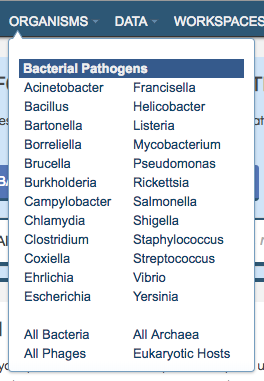 ORGANISMS DATA WORKSPACES
Bacterial Pathogens
Acinetobacter Francisella
Bacillus Helicobacter
Bartonella Listeria
Borreliella Mycobacterium
Brucella Pseudomonas
Burkholderia Rickettsia
Campylobacter Salmonella
Chlamydia Shigella
Clostridium Staphylococcus
Coxiella Streptococcus
Ehrlichia Vibrio
Escherichia Yersinia
All Bacteria All Archaea
All Phages Eukaryotic Hosts